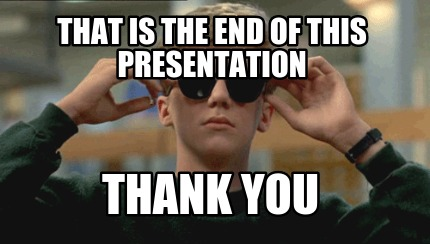 THAT IS THE END OF THIS
PRESENTATION
THANK YOU